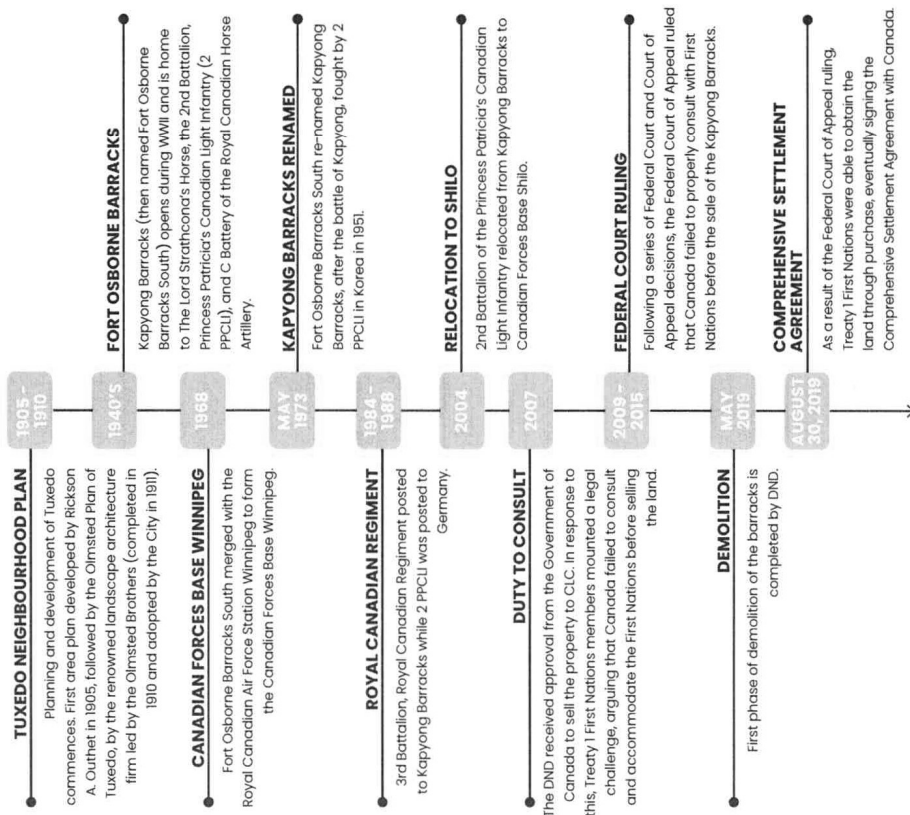 TUXEDO NEIGHBOURHOOD PLAN
Planning and development of Tuxedo
commences. First area plan developed by Rickson
A. Outhet in 1905, followed by the Olmsted Plan of
Tuxedo, by the renowned landscape architecture
firm led by the Olmsted Brothers (completed in
1910 and adopted by the City in 1911).
1905 -
1910
FORT OSBORNE BARRACKS
Kapyong Barracks (then named Fort Osborne
Barracks South) opens during WWII and is home
to The Lord Strathcona's Horse, the 2nd Battalion,
Princess Patricia's Canadian Light Infantry (2
PPCLI), and C Battery of the Royal Canadian Horse
Artillery.
1940'S
CANADIAN FORCES BASE WINNIPEG
Fort Osborne Barracks South merged with the
Royal Canadian Air Force Station Winnipeg to form
the Canadian Forces Base Winnipeg.
1968
KAPYONG BARRACKS RENAMED
Fort Osborne Barracks South re-named Kapyong
Barracks, after the battle of Kapyong, fought by 2
PPCLI in Korea in 1951.
MAY
1973
ROYAL CANADIAN REGIMENT
3rd Battalion, Royal Canadian Regiment posted
to Kapyong Barracks while 2 PPCLI was posted to
Germany.
1984 -
1988
RELOCATION TO SHILO
2nd Battalion of the Princess Patricia's Canadian
Light Infantry relocated from Kapyong Barracks to
Canadian Forces Base Shilo.
2004
DUTY TO CONSULT
The DND received approval from the Government of
Canada to sell the property to CLC. In response to
this, Treaty 1 First Nations members mounted a legal
challenge, arguing that Canada failed to consult
and accommodate the First Nations before selling
the land.
2007
FEDERAL COURT RULING
Following a series of Federal Court and Court of
Appeal decisions, the Federal Court of Appeal ruled
that Canada failed to properly consult with First
Nations before the sale of the Kapyong Barracks.
2009 -
2015
DEMOLITION
First phase of demolition of the barracks is
completed by DND.
MAY
2019
COMPREHENSIVE SETTLEMENT
AGREEMENT
As a result of the Federal Court of Appeal ruling,
Treaty 1 First Nations were able to obtain the
land through purchase, eventually signing the
Comprehensive Settlement Agreement with Canada.
AUGUST
30, 2019